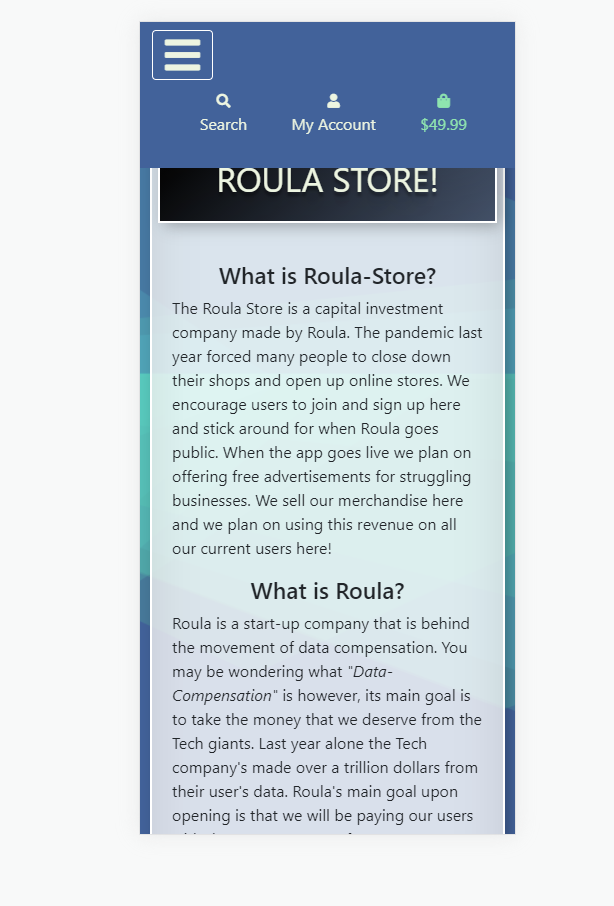 Search
My Account
$49.99
ROULA STORE!
What is Roula-Store?
The Roula Store is a capital investment
company made by Roula. The pandemic last
year forced many people to close down
their shops and open up online stores. We
encourage users to join and sign up here
and stick around for when Roula goes
public. When the app goes live we plan on
offering free advertisements for struggling
businesses. We sell our merchandise here
and we plan on using this revenue on all
our current users here!
What is Roula?
Roula is a start-up company that is behind
the movement of data compensation. You
may be wondering what "Data-
Compensation" is however, its main goal is
to take the money that we deserve from the
Tech giants. Last year alone the Tech
company's made over a trillion dollars from
their user's data. Roula's main goal upon
opening is that we will be paying our users